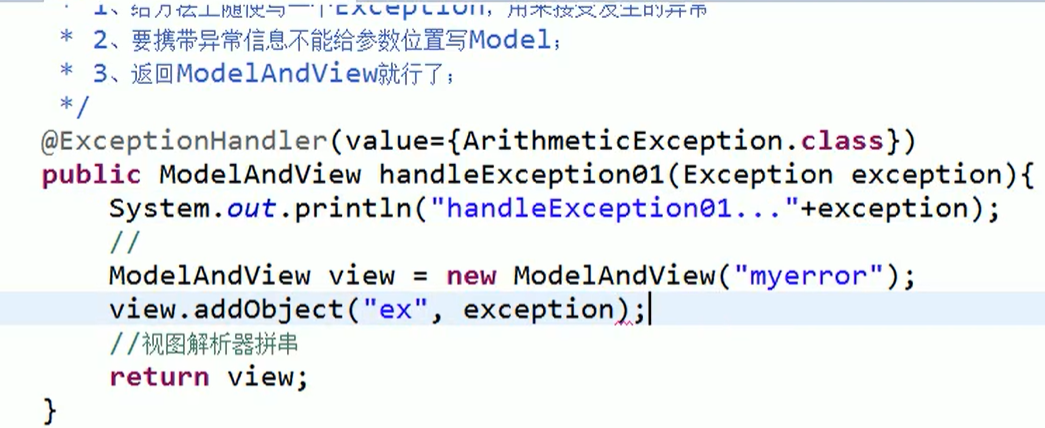 * 1、给方法上随便写一个Exception，用来接受发生的异常
* 2、要携带异常信息不能给参数位置写Model；
* 3、返回ModelAndView就行了；
*/
@ExceptionHandler(value={ArithmeticException.class})
public ModelAndView handleException01(Exception exception){
System.out.println("handleException01..."+exception);
//
ModelAndView view = new ModelAndView("myerror");
view.addObject("ex", exception);
//视图解析器拼串
return view;
}